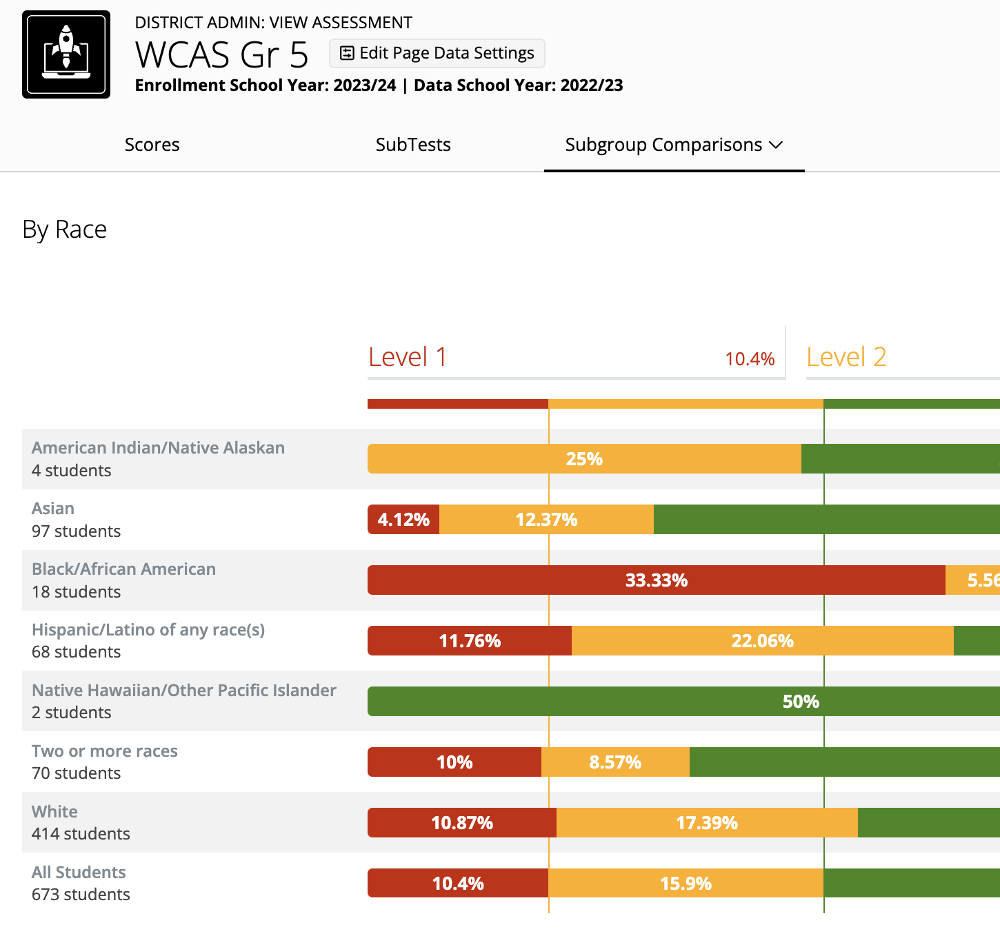 DISTRICT ADMIN: VIEW ASSESSMENT
WCAS Gr 5
Edit Page Data Settings
Enrollment School Year: 2023/24 | Data School Year: 2022/23
Scores
SubTests
Subgroup Comparisons
By Race
Level 1
10.4%
Level 2
American Indian/Native Alaskan
4 students
25%
Asian
97 students
4.12%
12.37%
Black/African American
18 students
33.33%
5.56
Hispanic/Latino of any race(s)
68 students
11.76%
22.06%
Native Hawaiian/Other Pacific Islander
2 students
50%
Two or more races
70 students
10%
8.57%
White
414 students
10.87%
17.39%
All Students
673 students
10.4%
15.9%